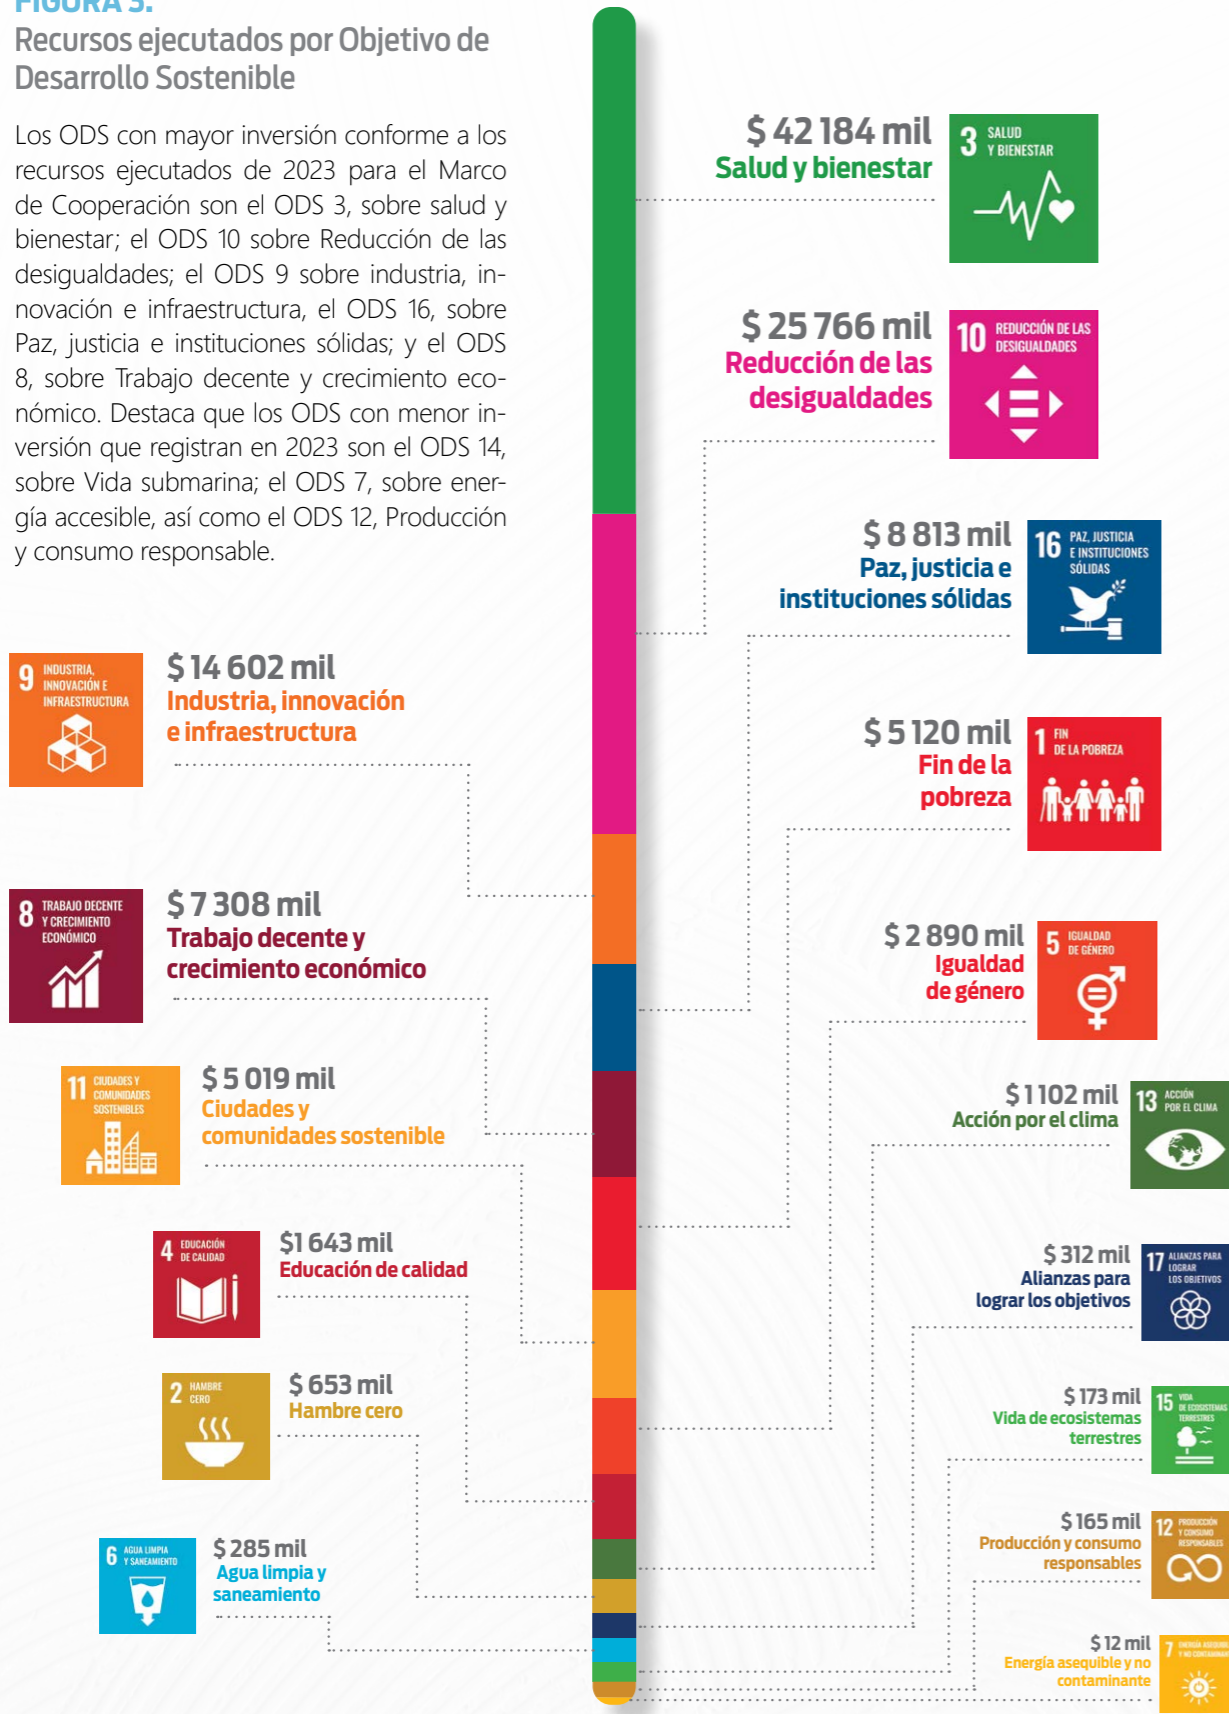 FIGURA 3.
Recursos ejecutados por Objetivo de
Desarrollo Sostenible
Los ODS con mayor inversión conforme a los
recursos ejecutados de 2023 para el Marco
de Cooperación son el ODS 3, sobre salud y
bienestar; el ODS 10 sobre Reducción de las
desigualdades; el ODS 9 sobre industria, in-
novación e infraestructura, el ODS 16, sobre
Paz, justicia e instituciones sólidas; y el ODS
8, sobre Trabajo decente y crecimiento eco-
nómico. Destaca que los ODS con menor in-
versión que registran en 2023 son el ODS 14,
sobre Vida submarina; el ODS 7, sobre ener-
gía accesible, así como el ODS 12, Producción
y consumo responsable.
$ 42 184 mil
Salud y bienestar
3 SALUD
Y BIENESTAR
$ 25 766 mil
Reducción de las
desigualdades
10 REDUCCIÓN DE LAS
DESIGUALDADES
$ 8 813 mil
Paz, justicia e
instituciones sólidas
16 PAZ, JUSTICIA
E INSTITUCIONES
SÓLIDAS
9 INDUSTRIA,
INNOVACIÓN E
INFRAESTRUCTURA
$ 14 602 mil
Industria, innovación
e infraestructura
$ 5 120 mil
Fin de la
pobreza
1 FIN
DE LA POBREZA
8 TRABAJO DECENTE
Y CRECIMIENTO
ECONÓMICO
$ 7 308 mil
Trabajo decente y
crecimiento económico
$ 2 890 mil
Igualdad
de género
5 IGUALDAD
DE GÉNERO
11 CIUDADES Y
COMUNIDADES
SOSTENIBLES
$ 5 019 mil
Ciudades y
comunidades sostenible
$ 1 102 mil
Acción por el clima
13 ACCIÓN
POR EL CLIMA
4 EDUCACIÓN
DE CALIDAD
$1 643 mil
Educación de calidad
$ 312 mil
Alianzas para
lograr los objetivos
17 ALIANZAS PARA
LOGRAR
LOS OBJETIVOS
2 HAMBRE
CERO
$ 653 mil
Hambre cero
$ 173 mil
Vida de ecosistemas
terrestres
15 VIDA
DE ECOSISTEMAS
TERRESTRES
6 AGUA LIMPIA
Y SANEAMIENTO
$ 285 mil
Agua limpia y
saneamiento
$ 165 mil
Producción y consumo
responsables
12 PRODUCCIÓN
Y CONSUMO
RESPONSABLES
$ 12 mil
Energía asequible y no
contaminante
7 ENERGÍA
Y NO